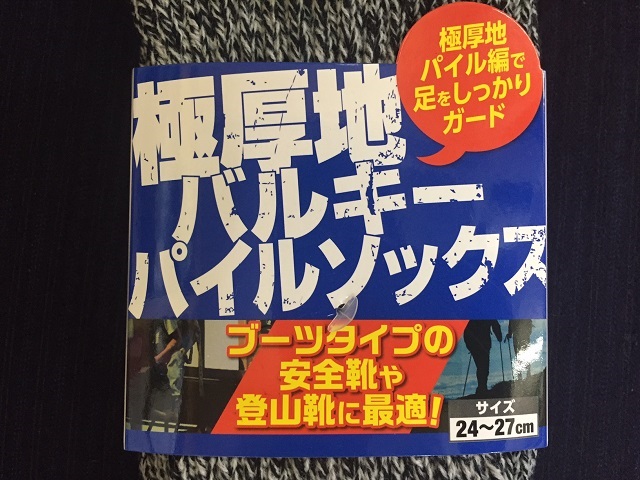 極厚地
パイル編で
足をしっかり
ガード
極厚地
バルキー
パイルソックス
ブーツタイプの
安全靴や
登山靴に最適!
サイズ
24〜27cm